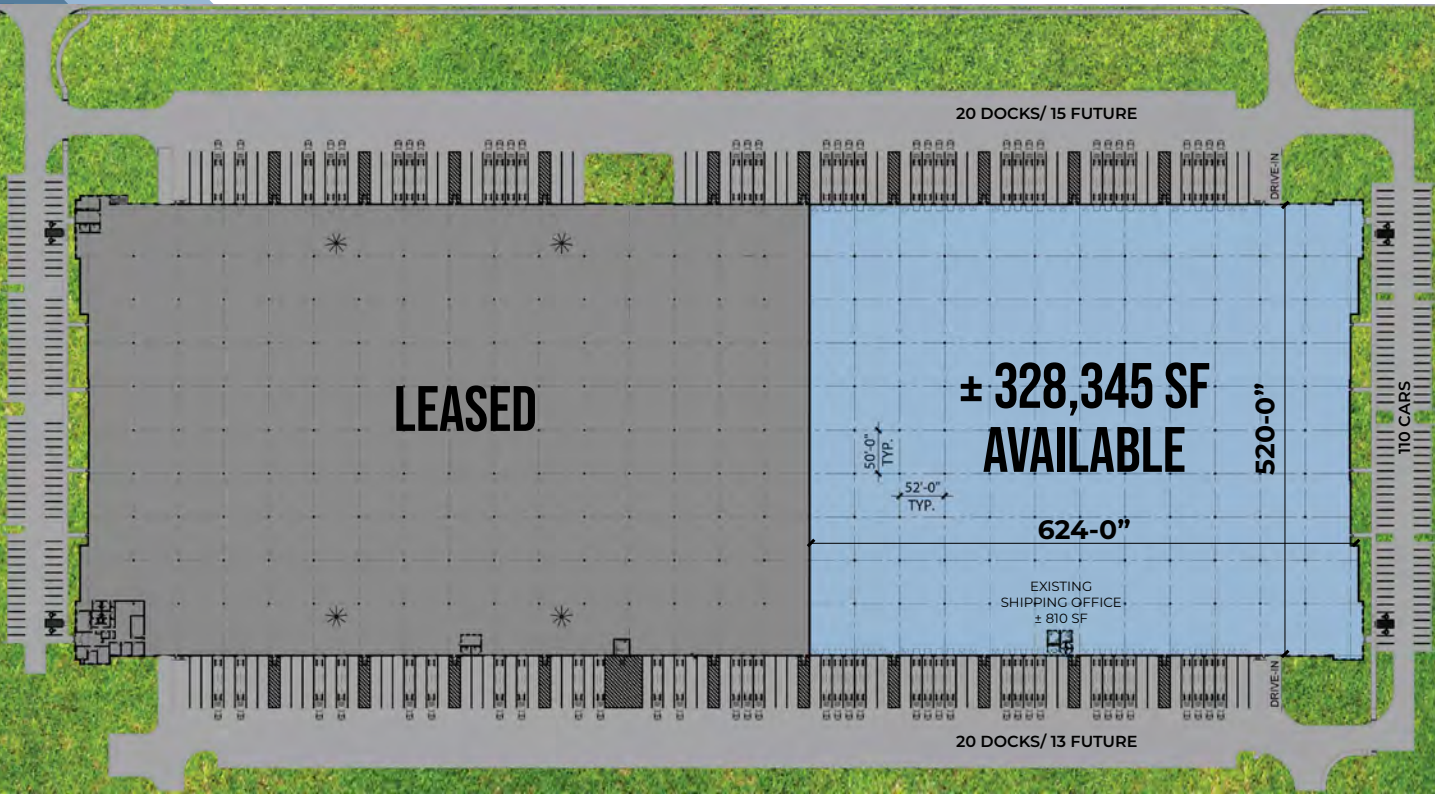 20 DOCKS/ 15 FUTURE
DRIVE-IN
LEASED
± 328,345 SF
AVAILABLE
520-0”
110 CARS
50'-0"
TYP.
52'-0"
TYP.
624-0”
EXISTING
SHIPPING OFFICE
± 810 SF
DRIVE-IN
20 DOCKS/ 13 FUTURE